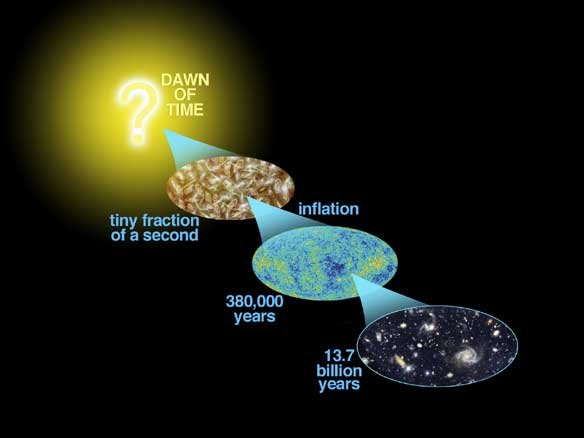 ?
DAWN
OF
TIME
tiny fraction
of a second
inflation
380,000
years
13.7
billion
years